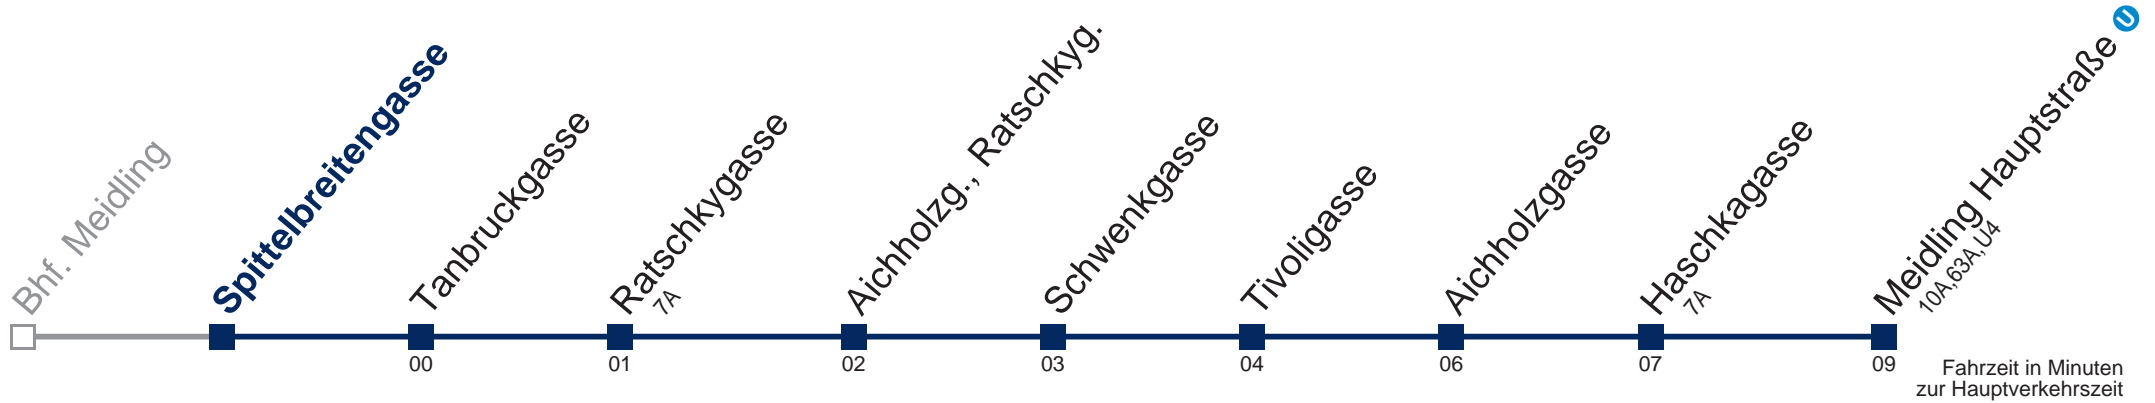 Bhf. Meidling
Spittelbreitengasse
Tanbruckgasse
Ratschkygasse
7A
Aichholzg., Ratschkyg.
Schwenkgasse
Tivoligasse
Aichholzgasse
Haschkagasse
7A
Meidling Hauptstraße U
10A,63A,U4
00 01 02 03 04 06 07 09
Fahrzeit in Minuten
zur Hauptverkehrszeit